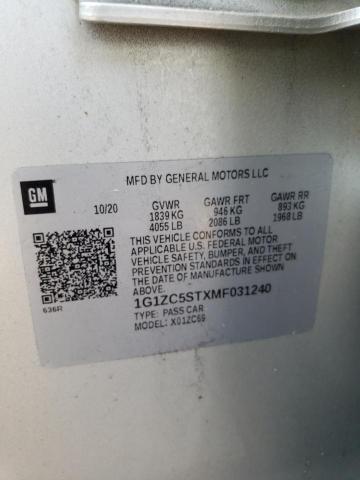 MFD BY GENERAL MOTORS LLC
GM
10/20 GVWR GAWR FRT GAWR RR
1839 KG 946 KG 893 KG
4055 LB 2086 LB 1968 LB
THIS VEHICLE CONFORMS TO ALL
APPLICABLE U.S. FEDERAL MOTOR
VEHICLE SAFETY, BUMPER, AND THEFT
PREVENTION STANDARDS IN EFFECT ON
THE DATE OF MANUFACTURE SHOWN
ABOVE.
1G1ZC5STXMF031240
TYPE: PASS CAR
MODEL: X01ZC69
636R